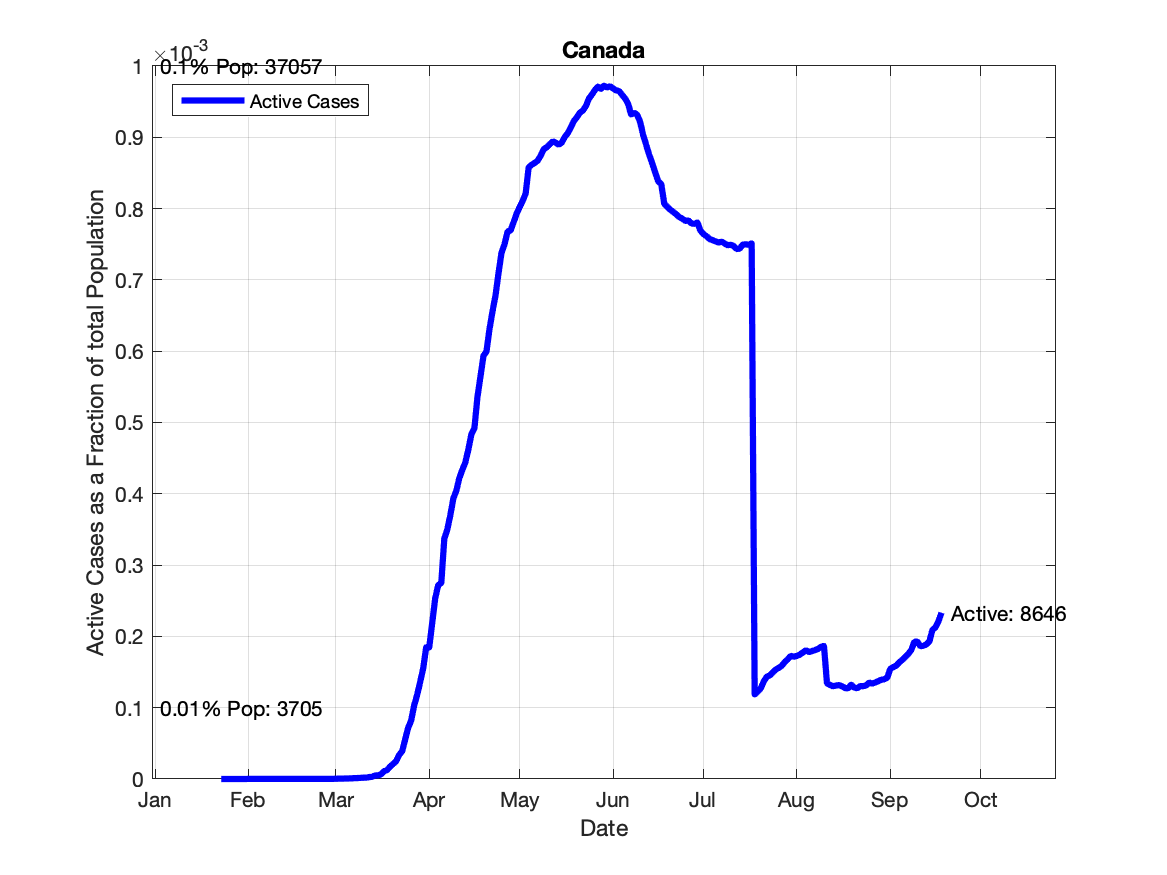 Canada
×10-3
0.1% Pop: 37057
Active Cases
1
0.9
0.8
0.7
0.6
0.5
0.4
0.3
0.2
0.1
0
Active Cases as a Fraction of total Population
Active: 8646
0.01% Pop: 3705
Jan Feb Mar Apr May Jun Jul Aug Sep Oct
Date